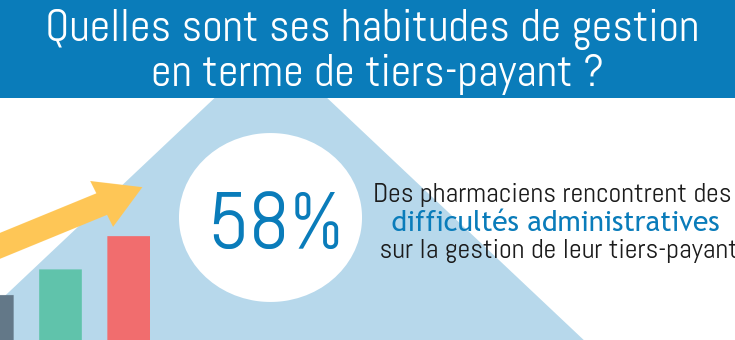 Quelles sont ses habitudes de gestion
en terme de tiers-payant ?
58%
Des pharmaciens rencontrent des
difficultés administratives
sur la gestion de leur tiers-payant